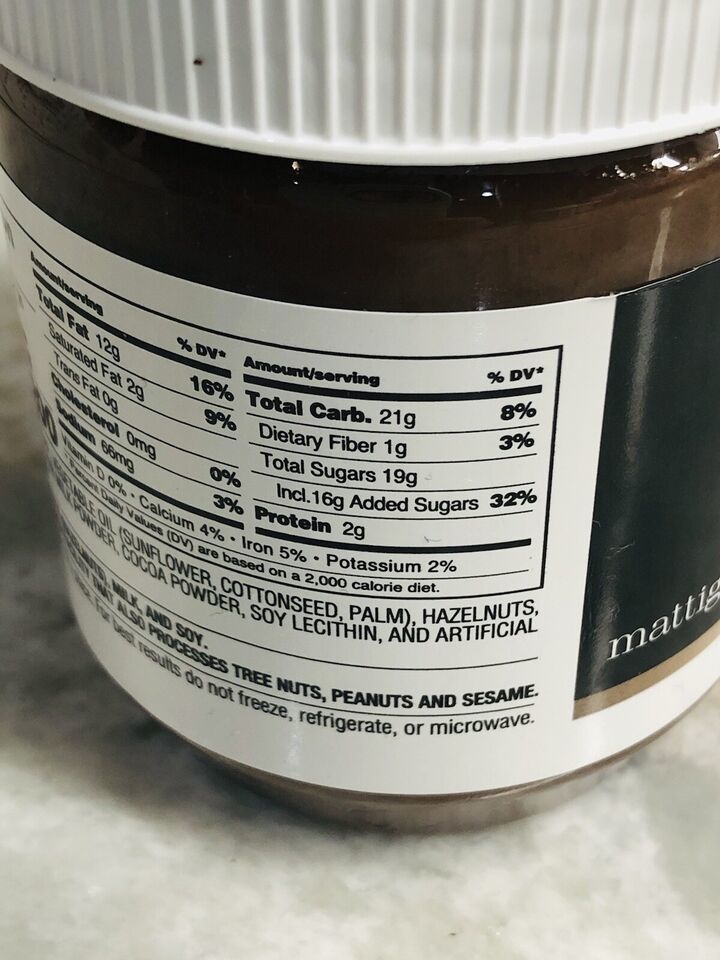 Amount/serving
% DV*
Total Fat 12g
16%
Saturated Fat 2g
9%
Trans Fat 0g
Cholesterol 0mg
0%
Sodium 66mg
3%
Amount/serving
% DV*
Total Carb. 21g
8%
Dietary Fiber 1g
3%
Total Sugars 19g
Incl.16g Added Sugars 32%
Protein 2g
Vitamin D 0% • Calcium 4% • Iron 5% • Potassium 2%
Daily Values (DV) are based on a 2,000 calorie diet.
OIL (SUNFLOWER, COTTONSEED, PALM), HAZELNUTS,
POWDER, COCOA POWDER, SOY LECITHIN, AND ARTIFICIAL
MILK, AND SOY.
THAT ALSO PROCESSES TREE NUTS, PEANUTS AND SESAME.
For best results do not freeze, refrigerate, or microwave.
mattig